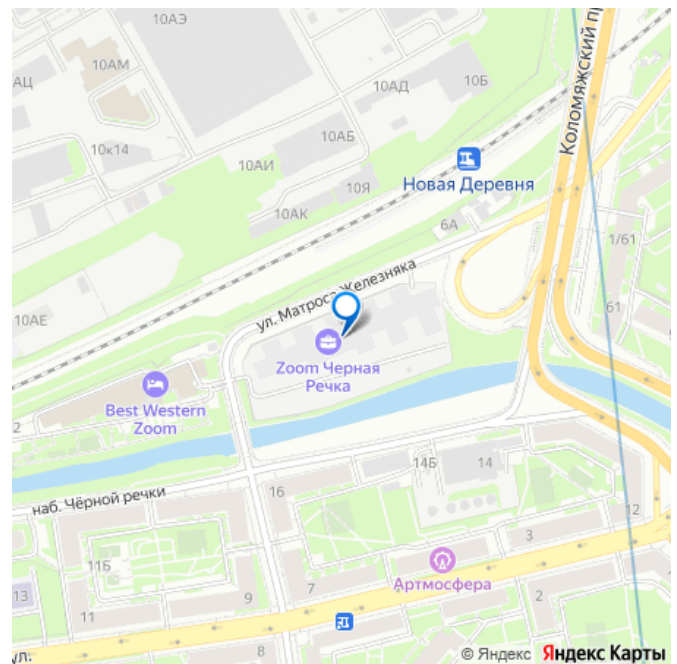 10АЭ
10АМ
АЦ
10АД
10Б
Коломяжский пр
10АБ
10к14
10АИ
10Я
Новая Деревня
10АК
6А
1/61
ул. Матроса Железняка
10АЕ
61
Zoom Черная
Речка
Best Western
Zoom
2
14Б
14
16
наб. Чёрной речки
12
3
11Б
Артмосфера
13
9
7
2
11
8
ул.
© Яндекс Яндекс Карты